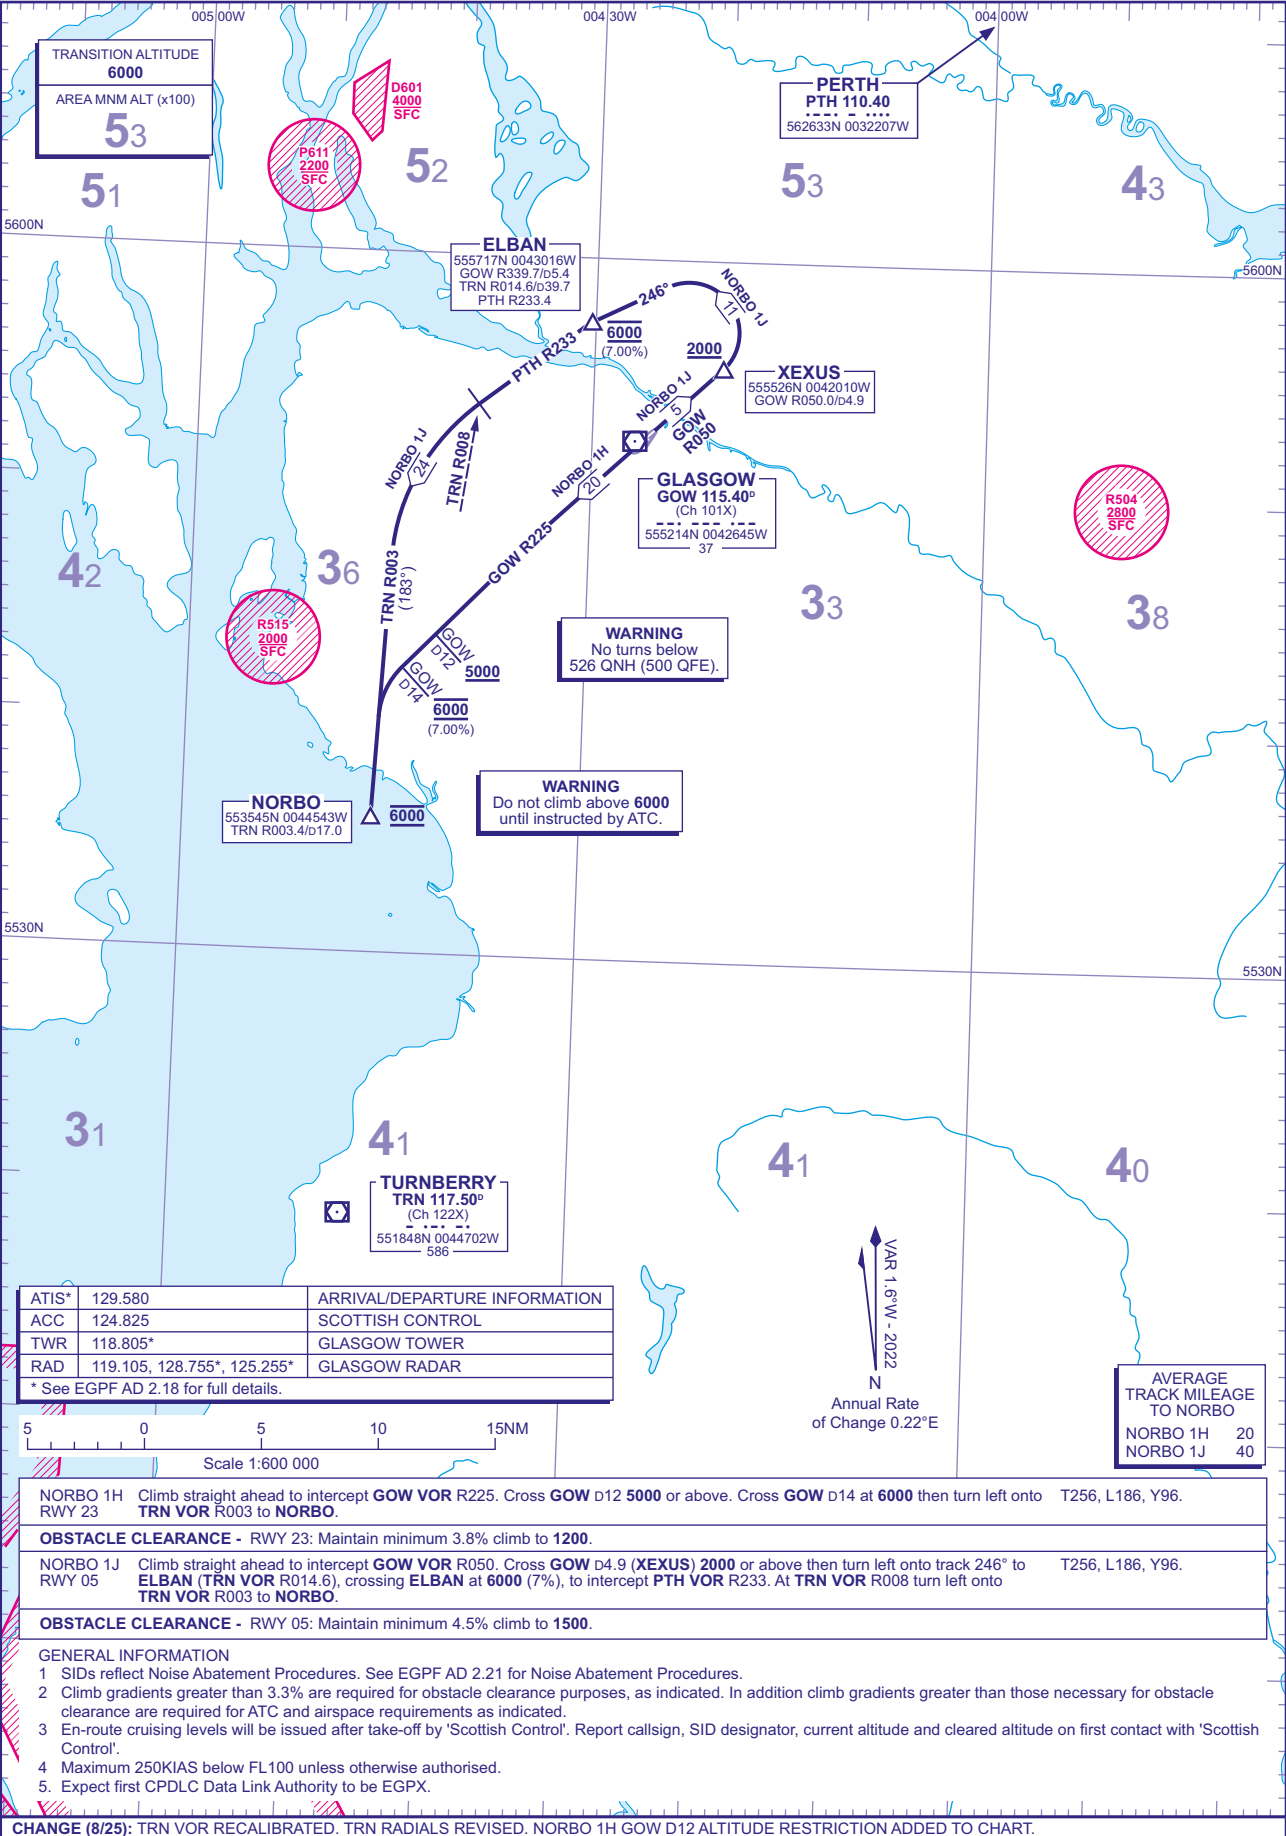 005 00W
004 30W
004 00W
TRANSITION ALTITUDE
6000
AREA MNM ALT (x100)
53
D601
4000
SFC
P611
2200
SFC
PERTH
PTH 110.40
562633N 0032207W
51
52
53
43
5600N
5600N
ELBAN
555717N 0043016W
GOW R339.7/D5.4
TRN R014.6/D39.7
PTH R233.4
246°
NORBO 1J
11
6000
(7.00%)
PTH R233
2000
XEXUS
555526N 0042010W
GOW R050.0/D4.9
NORBO 1J
5
GOW
R050
NORBO 1J
24
TRN R008
NORBO 1H
20
GLASGOW
GOW 115.40D
(Ch 101X)
555214N 0042645W
37
R504
2800
SFC
GOW R225
TRN R003
(183°)
42
36
33
38
R515
2000
SFC
WARNING
No turns below
526 QNH (500 QFE).
GOW
D12
5000
GOW
D14
6000
(7.00%)
WARNING
Do not climb above 6000
until instructed by ATC.
NORBO
553545N 0044543W
TRN R003.4/D17.0
6000
5530N
5530N
31
41
41
40
TURNBERRY
TRN 117.50D
(Ch 122X)
551848N 0044702W
586
VAR 1.6°W - 2022
N
Annual Rate
of Change 0.22°E
ATIS* 129.580 ARRIVAL/DEPARTURE INFORMATION
ACC 124.825 SCOTTISH CONTROL
TWR 118.805* GLASGOW TOWER
RAD 119.105, 128.755*, 125.255* GLASGOW RADAR
* See EGPF AD 2.18 for full details.
AVERAGE
TRACK MILEAGE
TO NORBO
NORBO 1H 20
NORBO 1J 40
5 0 5 10 15NM
Scale 1:600 000
NORBO 1H Climb straight ahead to intercept GOW VOR R225. Cross GOW D12 5000 or above. Cross GOW D14 at 6000 then turn left onto T256, L186, Y96.
RWY 23 TRN VOR R003 to NORBO.
OBSTACLE CLEARANCE - RWY 23: Maintain minimum 3.8% climb to 1200.
NORBO 1J Climb straight ahead to intercept GOW VOR R050. Cross GOW D4.9 (XEXUS) 2000 or above then turn left onto track 246° to T256, L186, Y96.
RWY 05 ELBAN (TRN VOR R014.6), crossing ELBAN at 6000 (7%), to intercept PTH VOR R233. At TRN VOR R008 turn left onto
TRN VOR R003 to NORBO.
OBSTACLE CLEARANCE - RWY 05: Maintain minimum 4.5% climb to 1500.
GENERAL INFORMATION
1 SIDs reflect Noise Abatement Procedures. See EGPF AD 2.21 for Noise Abatement Procedures.
2 Climb gradients greater than 3.3% are required for obstacle clearance purposes, as indicated. In addition climb gradients greater than those necessary for obstacle
clearance are required for ATC and airspace requirements as indicated.
3 En-route cruising levels will be issued after take-off by 'Scottish Control'. Report callsign, SID designator, current altitude and cleared altitude on first contact with 'Scottish
Control'.
4 Maximum 250KIAS below FL100 unless otherwise authorised.
5. Expect first CPDLC Data Link Authority to be EGPX.
CHANGE (8/25): TRN VOR RECALIBRATED. TRN RADIALS REVISED. NORBO 1H GOW D12 ALTITUDE RESTRICTION ADDED TO CHART.